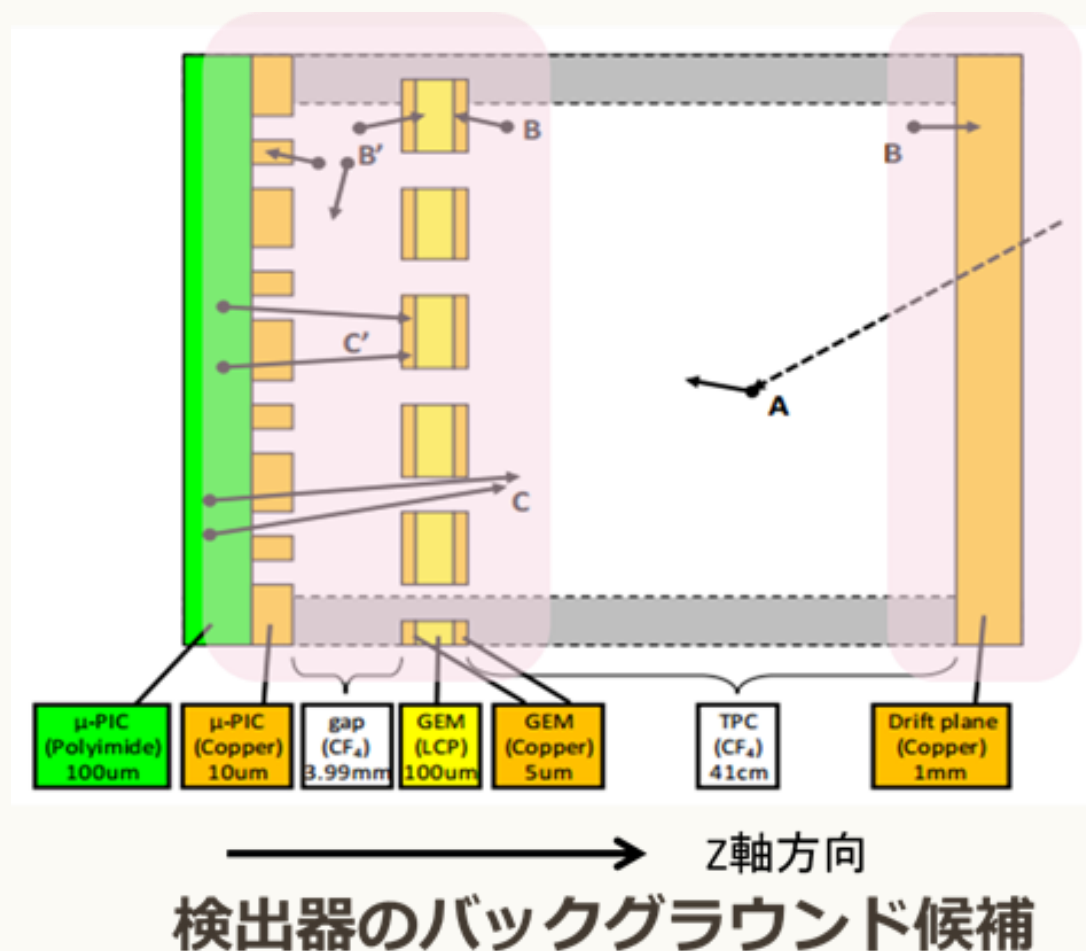 B
B'
B
C'
A
C
μ-PIC
(Polyimide)
100um
μ-PIC
(Copper)
10um
gap
(CF₄)
3.99mm
GEM
(LCP)
100um
GEM
(Copper)
5um
TPC
(CF₄)
41cm
Drift plane
(Copper)
1mm
Z軸方向
検出器のバックグラウンド候補